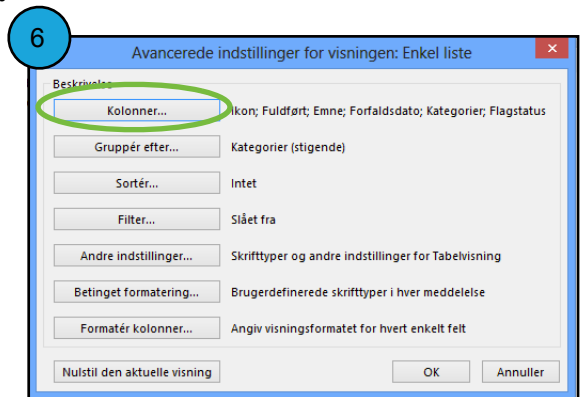 6
Avancerede indstillinger for visningen: Enkel liste
Beskrivelse
Kolonner... Ikon; Fuldført; Emne; Forfaldsdato; Kategorier; Flagstatus
Gruppér efter... Kategorier (stigende)
Sortér... Intet
Filter... Slået fra
Andre indstillinger... Skrifttyper og andre indstillinger for Tabelvisning
Betinget formatering... Brugerdefinerede skrifttyper i hver meddelelse
Formatér kolonner... Angiv visningsformatet for hvert enkelt felt
Nulstil den aktuelle visning OK Annuller